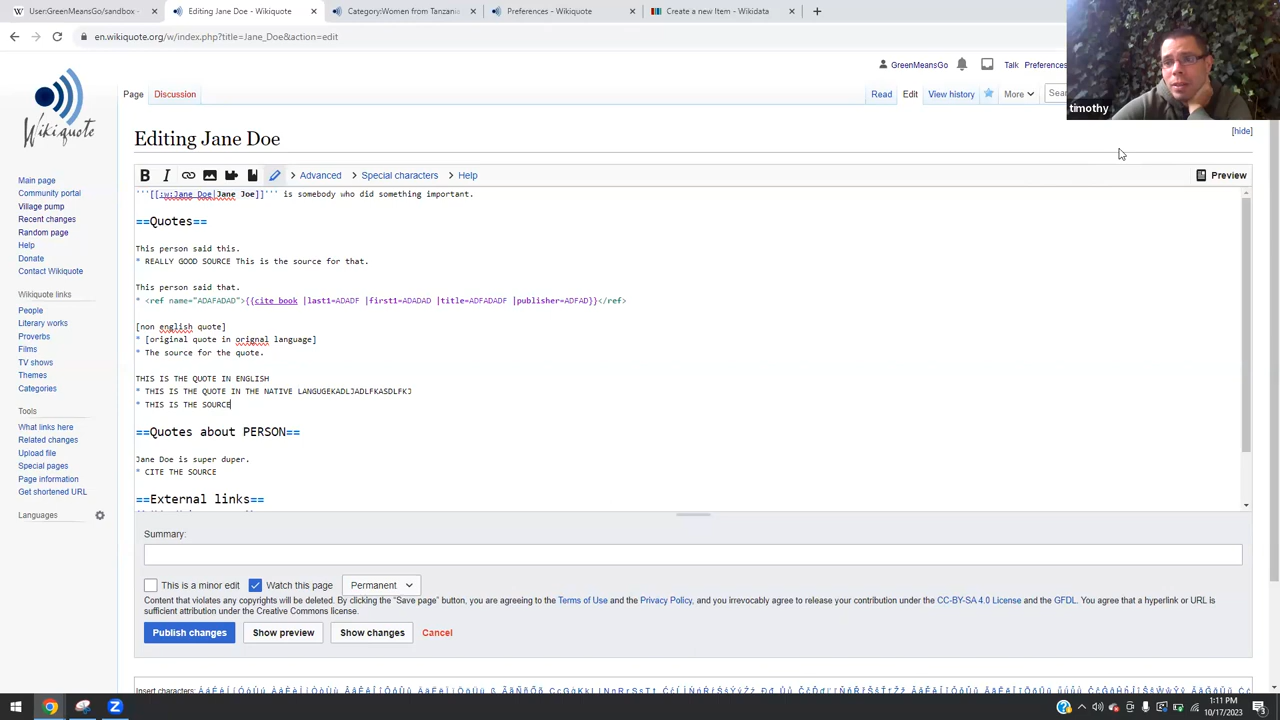 User:GreenMeansGo/sandbox -
Editing Jane Doe - Wikiquote
Category:Women from Tanzania
Preferences - Wikiquote
Create a new Item - Wikidata
en.wikiquote.org/w/index.php?title=Jane_Doe&action=edit
GreenMeansGo
Talk
Preferences
timothy
Page
Discussion
Read
Edit
View history
More
Sea
[hide]
Wikiquote
Editing Jane Doe
Advanced
Special characters
Help
Preview
'''[[:w:Jane Doe|Jane Joe]]''' is somebody who did something important.
==Quotes==
This person said this.
* REALLY GOOD SOURCE This is the source for that.
This person said that.
* <ref name="ADAFADAD">{{cite book |last1=ADADF |first1=ADADAD |title=ADFADADF |publisher=ADFAD}}</ref>
[non english quote]
* [original quote in orignal language]
* The source for the quote.
THIS IS THE QUOTE IN ENGLISH
* THIS IS THE QUOTE IN THE NATIVE LANGUGEKADLJADLFKASDLFKJ
* THIS IS THE SOURCE
==Quotes about PERSON==
Jane Doe is super duper.
* CITE THE SOURCE
==External links==
Main page
Community portal
Village pump
Recent changes
Random page
Help
Donate
Contact Wikiquote
Wikiquote links
People
Literary works
Proverbs
Films
TV shows
Themes
Categories
Tools
What links here
Related changes
Upload file
Special pages
Page information
Get shortened URL
Languages
Summary:
This is a minor edit
Watch this page
Permanent
Content that violates any copyrights will be deleted. By clicking the "Save page" button, you are agreeing to the Terms of Use and the Privacy Policy, and you irrevocably agree to release your contribution under the CC-BY-SA 4.0 License and the GFDL. You agree that a hyperlink or URL is
sufficient attribution under the Creative Commons license.
Publish changes
Show preview
Show changes
Cancel
Insert characters:
1:11 PM
10/17/2023
3